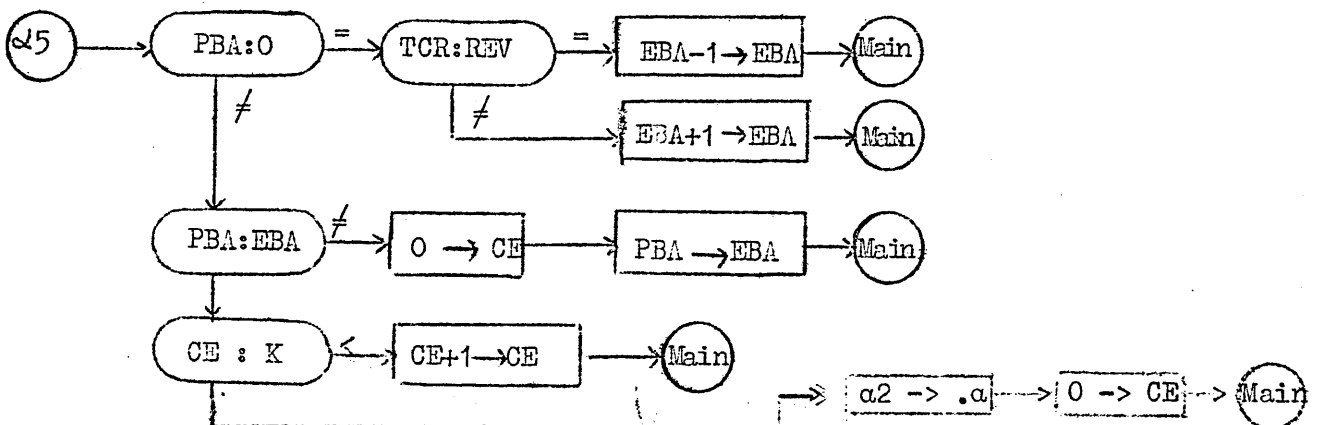 α5 PBA:0 = TCR:REV = EBA-1→EBA Main
≠ ≠ EBA+1→EBA Main
PBA:EBA ≠ 0 → CE PBA →EBA Main
CE : K < CE+1→CE Main
α2 -> .α 0 -> CE Main